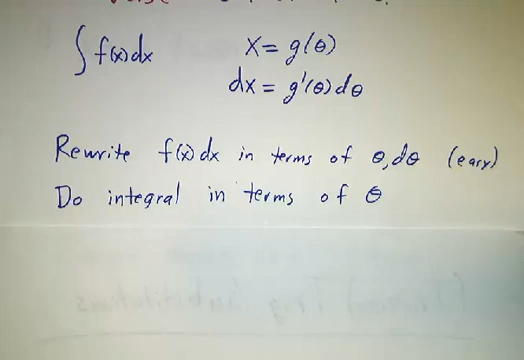 ∫ f(x)dx    x = g(θ)
dx = g'(θ)dθ
Rewrite f(x)dx in terms of θ,dθ (easy)
Do integral in terms of θ